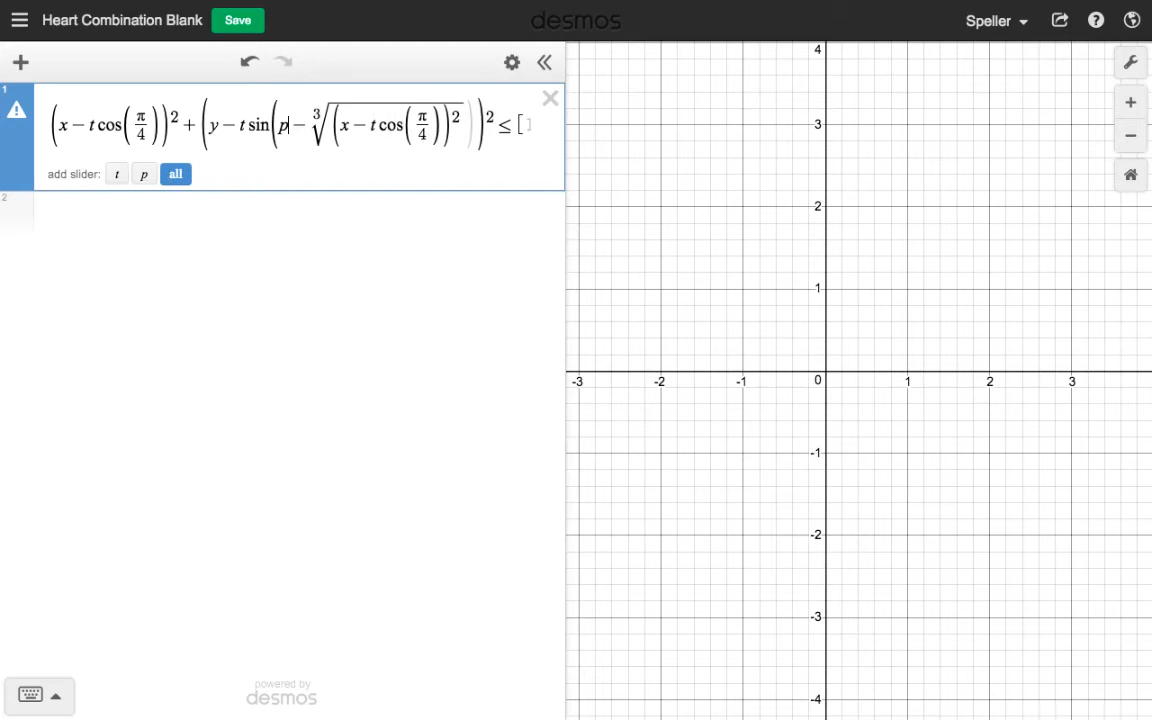 Heart Combination Blank Save desmos Speller ?
1
(x − t cos(π/4))² + (y − t sin(p − ∛((x − t cos(π/4))²)))² ≤ [
add slider: t p all
2
powered by
desmos
4
3
2
1
-3 -2 -1 0 1 2 3
-1
-2
-3
-4